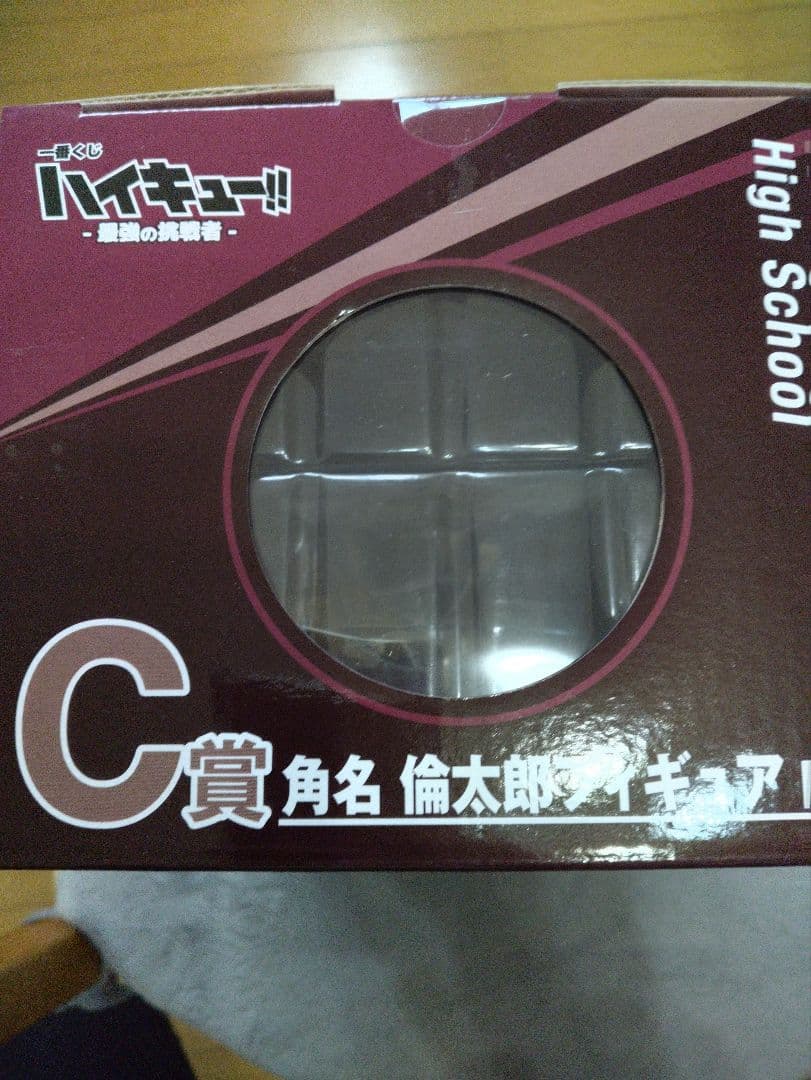 一番くじ
ハイキュー!!
- 最強の挑戦者 -
High School
C賞 角名 倫太郎フィギュア